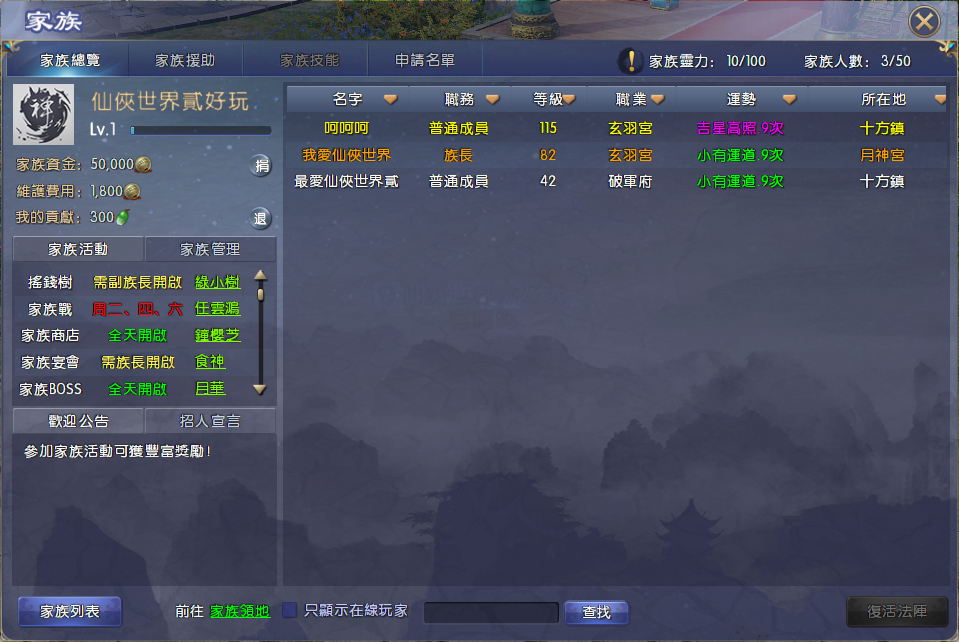 家族
家族總覽 家族援助 家族技能 申請名單 家族靈力：10/100 家族人數：3/50
神
仙俠世界貳好玩
Lv.1
家族資金：50,000 捐
維護費用：1,800
我的貢獻：300 退
家族活動 家族管理
搖錢樹 需副族長開啟 綠小樹
家族戰 周二、四、六 任雲鴻
家族商店 全天開啟 鐘櫻芝
家族宴會 需族長開啟 食神
家族BOSS 全天開啟 月華
歡迎公告 招人宣言
參加家族活動可獲豐富獎勵！
名字 職務 等級 職業 運勢 所在地
呵呵呵 普通成員 115 玄羽宮 吉星高照.9次 十方鎮
我愛仙俠世界 族長 82 玄羽宮 小有運道.9次 月神宮
最愛仙俠世界貳 普通成員 42 破軍府 小有運道.9次 十方鎮
家族列表 前往 家族領地 只顯示在線玩家 查找 復活法陣